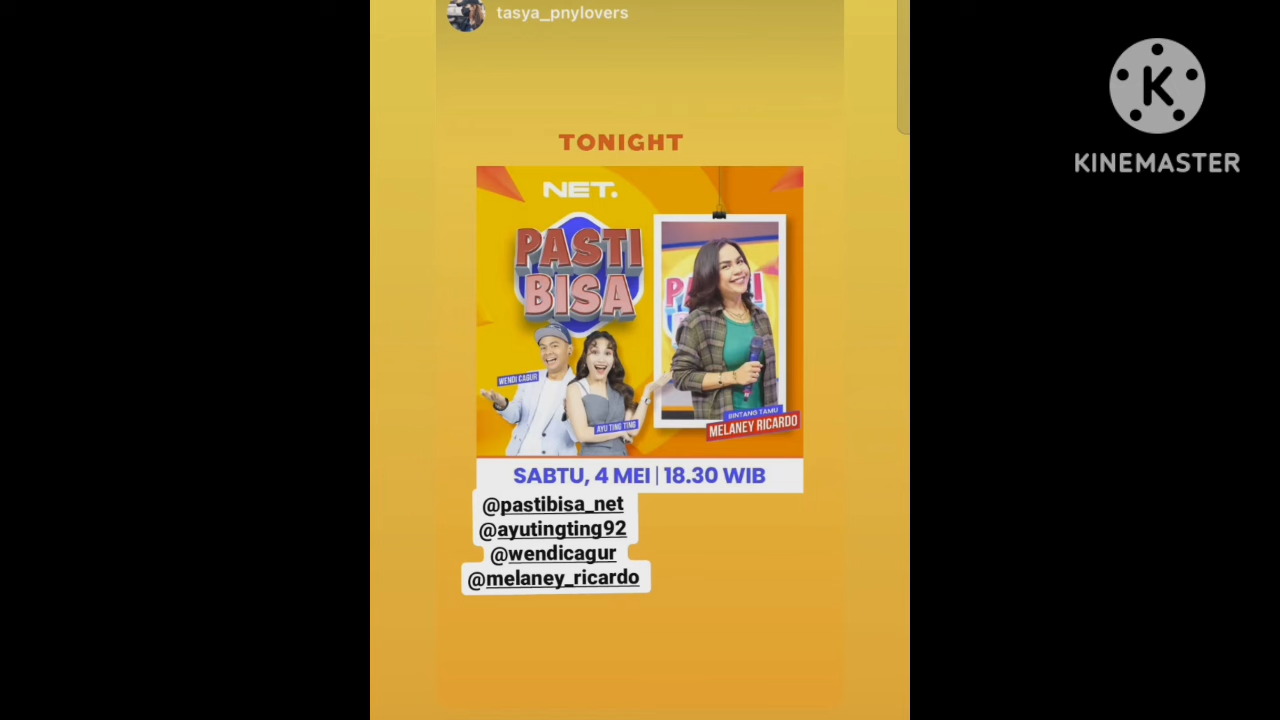 tasya_pnylovers
K
KINEMASTER
TONIGHT
NET.
PASTI
BISA
WENDI CAGUR
AYU TING TING
BINTANG TAMU
MELANEY RICARDO
SABTU, 4 MEI | 18.30 WIB
@pastibisa_net
@ayutingting92
@wendicagur
@melaney_ricardo